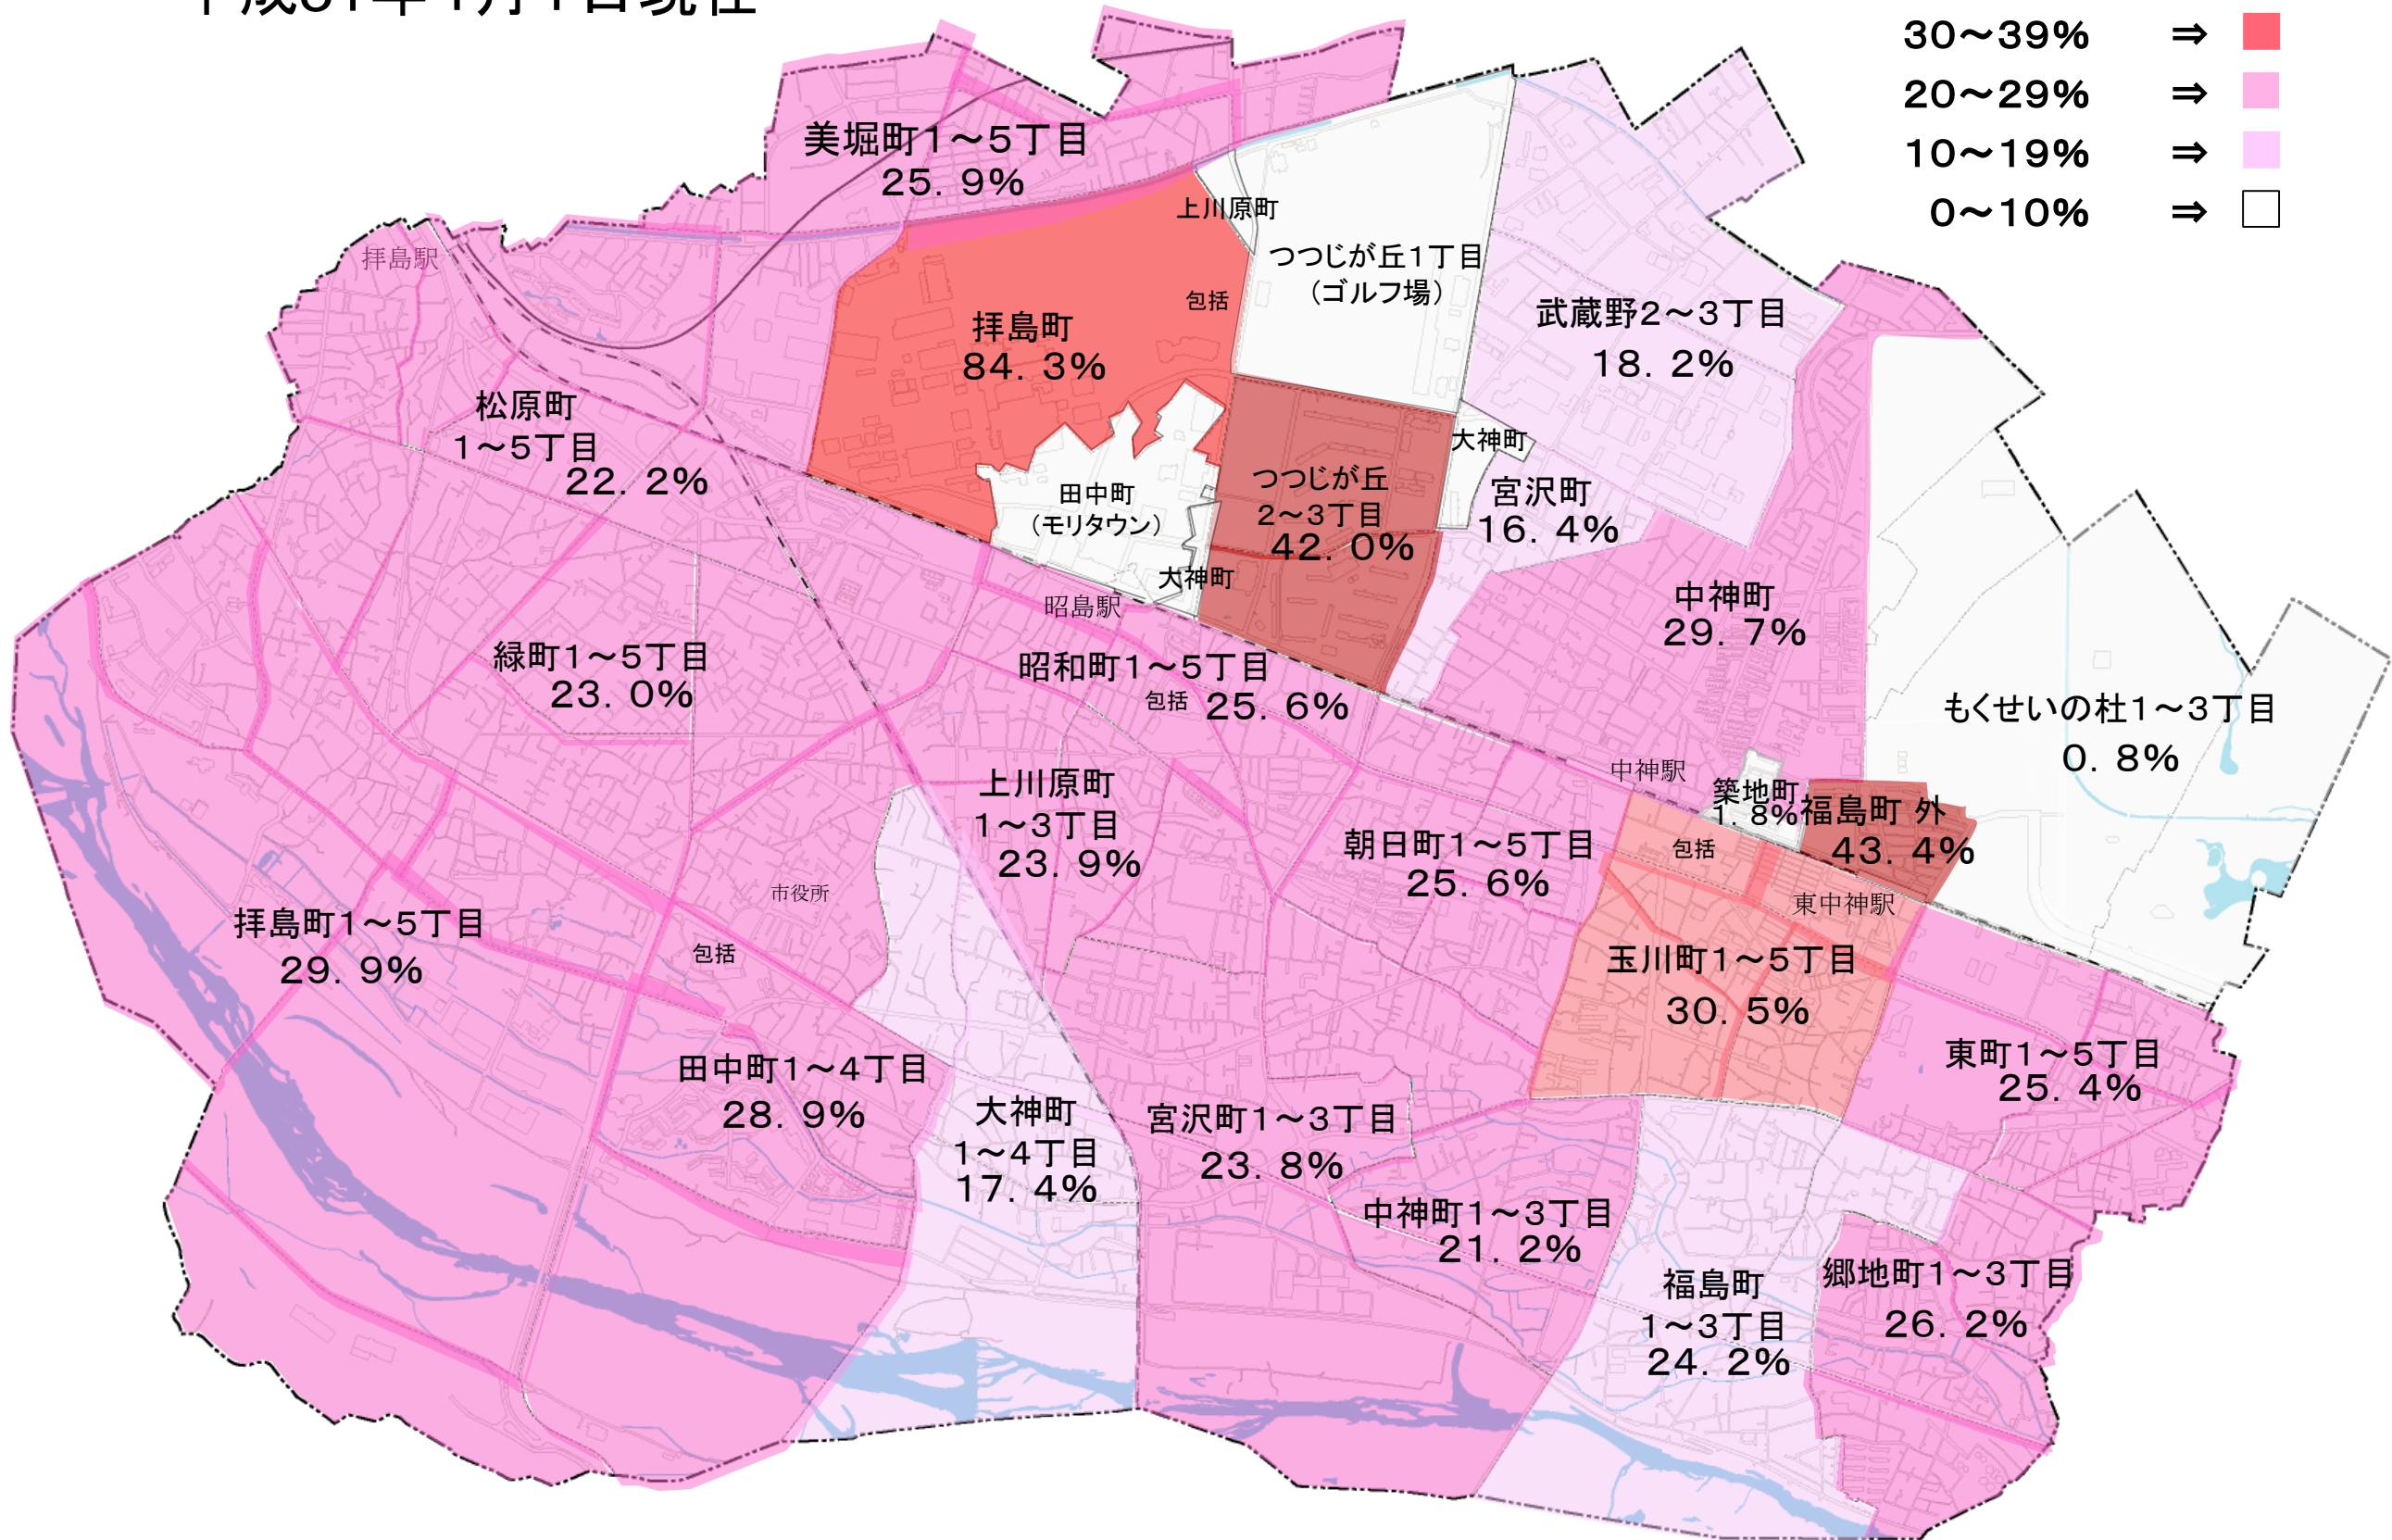 30～39% ⇒
20～29% ⇒
10～19% ⇒
0～10% ⇒
美堀町1～5丁目
25.9%
上川原町
拝島駅
つつじが丘1丁目
（ゴルフ場）
包括
拝島町
84.3%
武蔵野2～3丁目
18.2%
松原町
1～5丁目
22.2%
大神町
つつじが丘
2～3丁目
42.0%
田中町
（モリタウン）
宮沢町
16.4%
大神町
昭島駅
中神町
29.7%
緑町1～5丁目
23.0%
昭和町1～5丁目
包括 25.6%
もくせいの杜1～3丁目
0.8%
中神駅
上川原町
1～3丁目
23.9%
築地町
1.8%
福島町 外
43.4%
朝日町1～5丁目
25.6%
包括
市役所
東中神駅
拝島町1～5丁目
29.9%
包括
玉川町1～5丁目
30.5%
田中町1～4丁目
28.9%
東町1～5丁目
25.4%
大神町
1～4丁目
17.4%
宮沢町1～3丁目
23.8%
中神町1～3丁目
21.2%
福島町
1～3丁目
24.2%
郷地町1～3丁目
26.2%